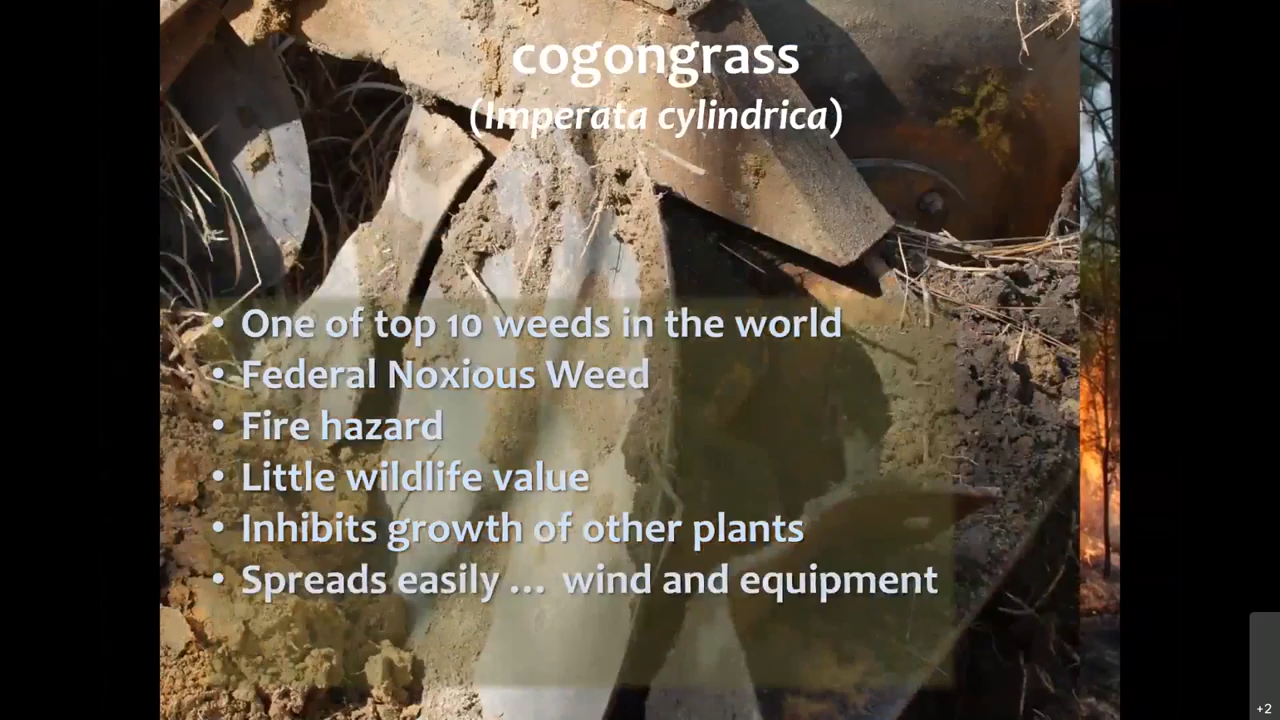 cogongrass
(Imperata cylindrica)
• One of top 10 weeds in the world
• Federal Noxious Weed
• Fire hazard
• Little wildlife value
• Inhibits growth of other plants
• Spreads easily … wind and equipment
+2